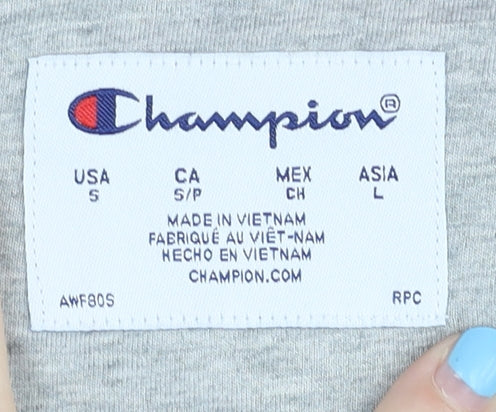 Champion®
USA CA MEX ASIA
S S/P CH L
MADE IN VIETNAM
FABRIQUÉ AU VIÊT-NAM
HECHO EN VIETNAM
CHAMPION.COM
AWF80S RPC